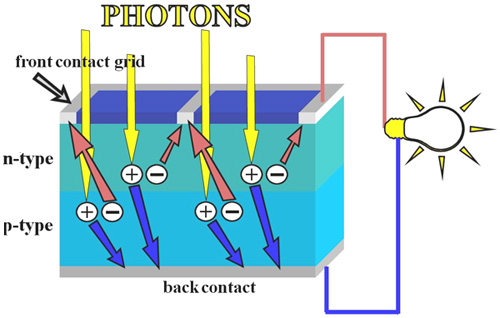 PHOTONS
front contact grid
n-type
+ −
+ −
p-type
+ −
+ −
back contact